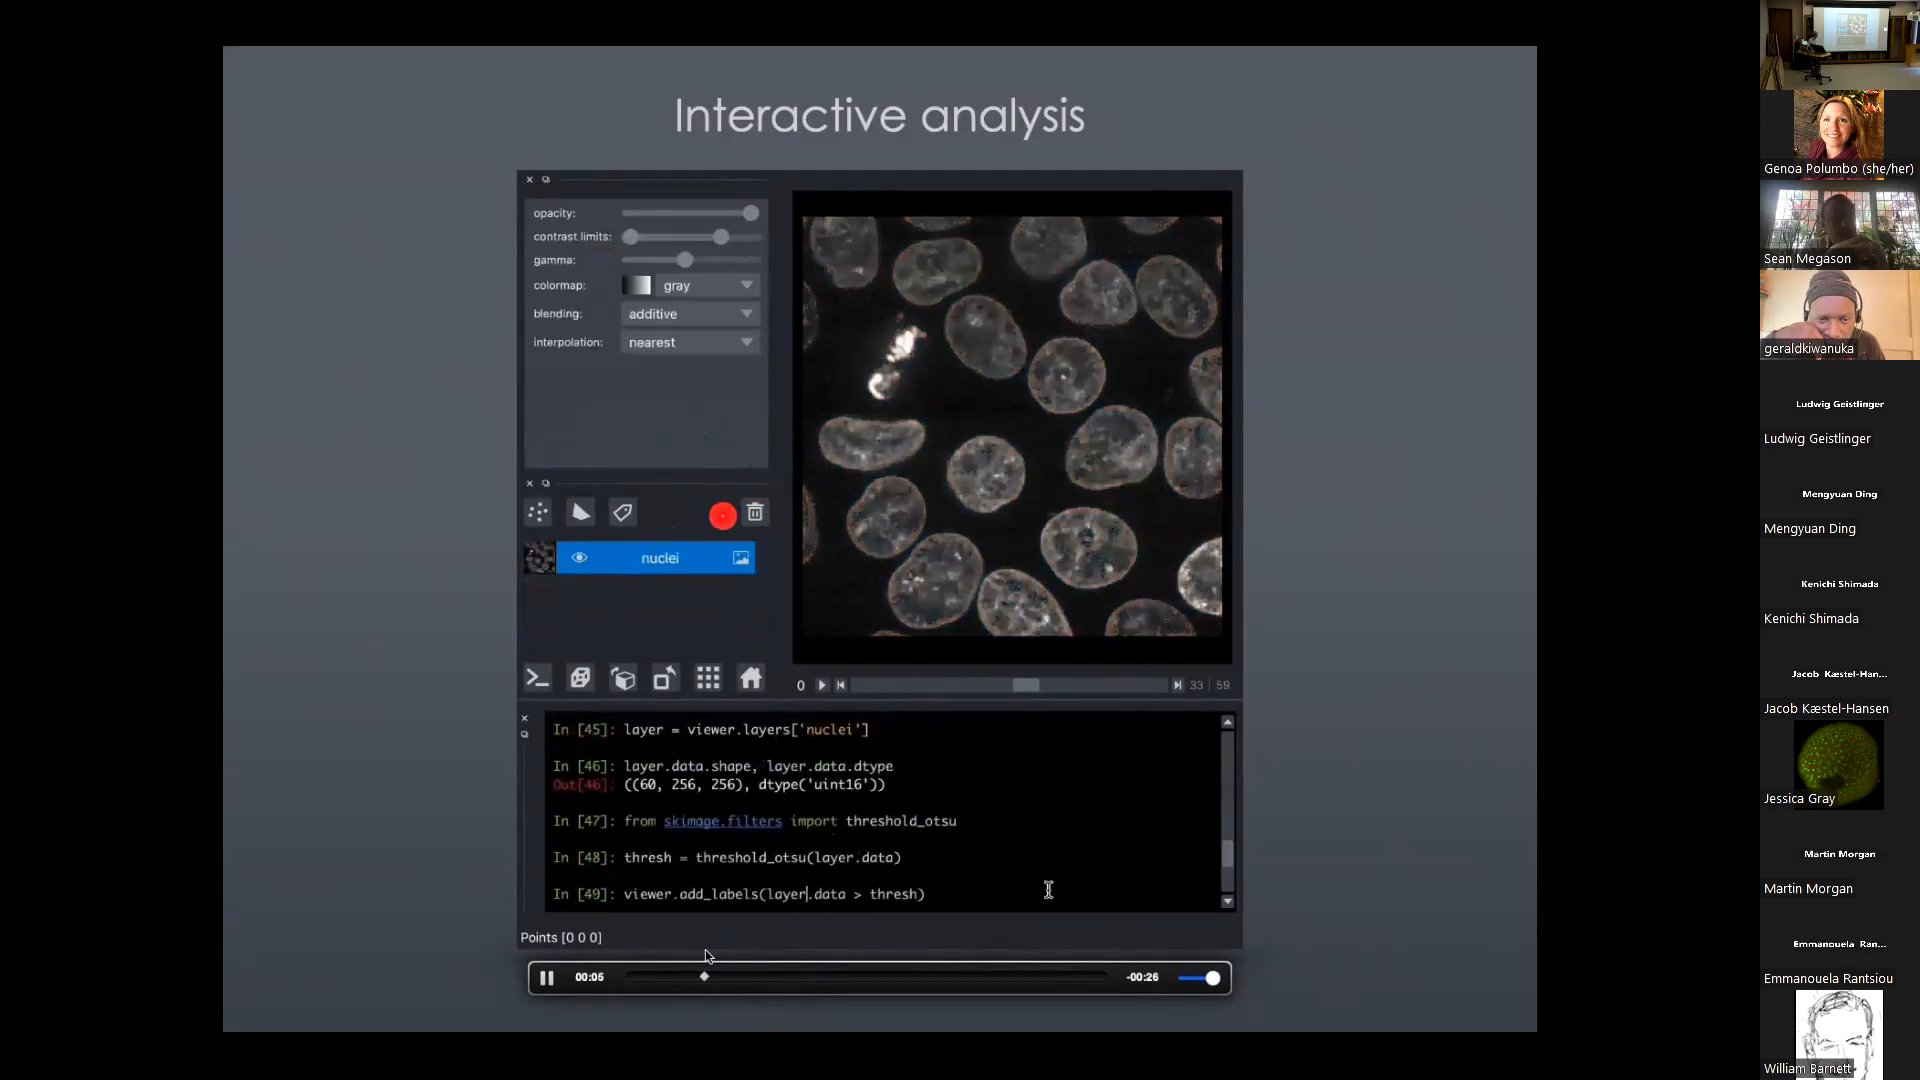 Interactive analysis
opacity:
contrast limits:
gamma:
colormap: gray
blending: additive
interpolation: nearest
nuclei
0 33 | 59
In [45]: layer = viewer.layers['nuclei']
In [46]: layer.data.shape, layer.data.dtype
Out[46]: ((60, 256, 256), dtype('uint16'))
In [47]: from skimage.filters import threshold_otsu
In [48]: thresh = threshold_otsu(layer.data)
In [49]: viewer.add_labels(layer.data > thresh)
Points [0 0 0]
00:05 -00:26
Genoa Polumbo (she/her)
Sean Megason
geraldkiwanuka
Ludwig Geistlinger
Ludwig Geistlinger
Mengyuan Ding
Mengyuan Ding
Kenichi Shimada
Kenichi Shimada
Jacob Kæstel-Han...
Jacob Kæstel-Hansen
Jessica Gray
Martin Morgan
Martin Morgan
Emmanouela Ran...
Emmanouela Rantsiou
William Barnett